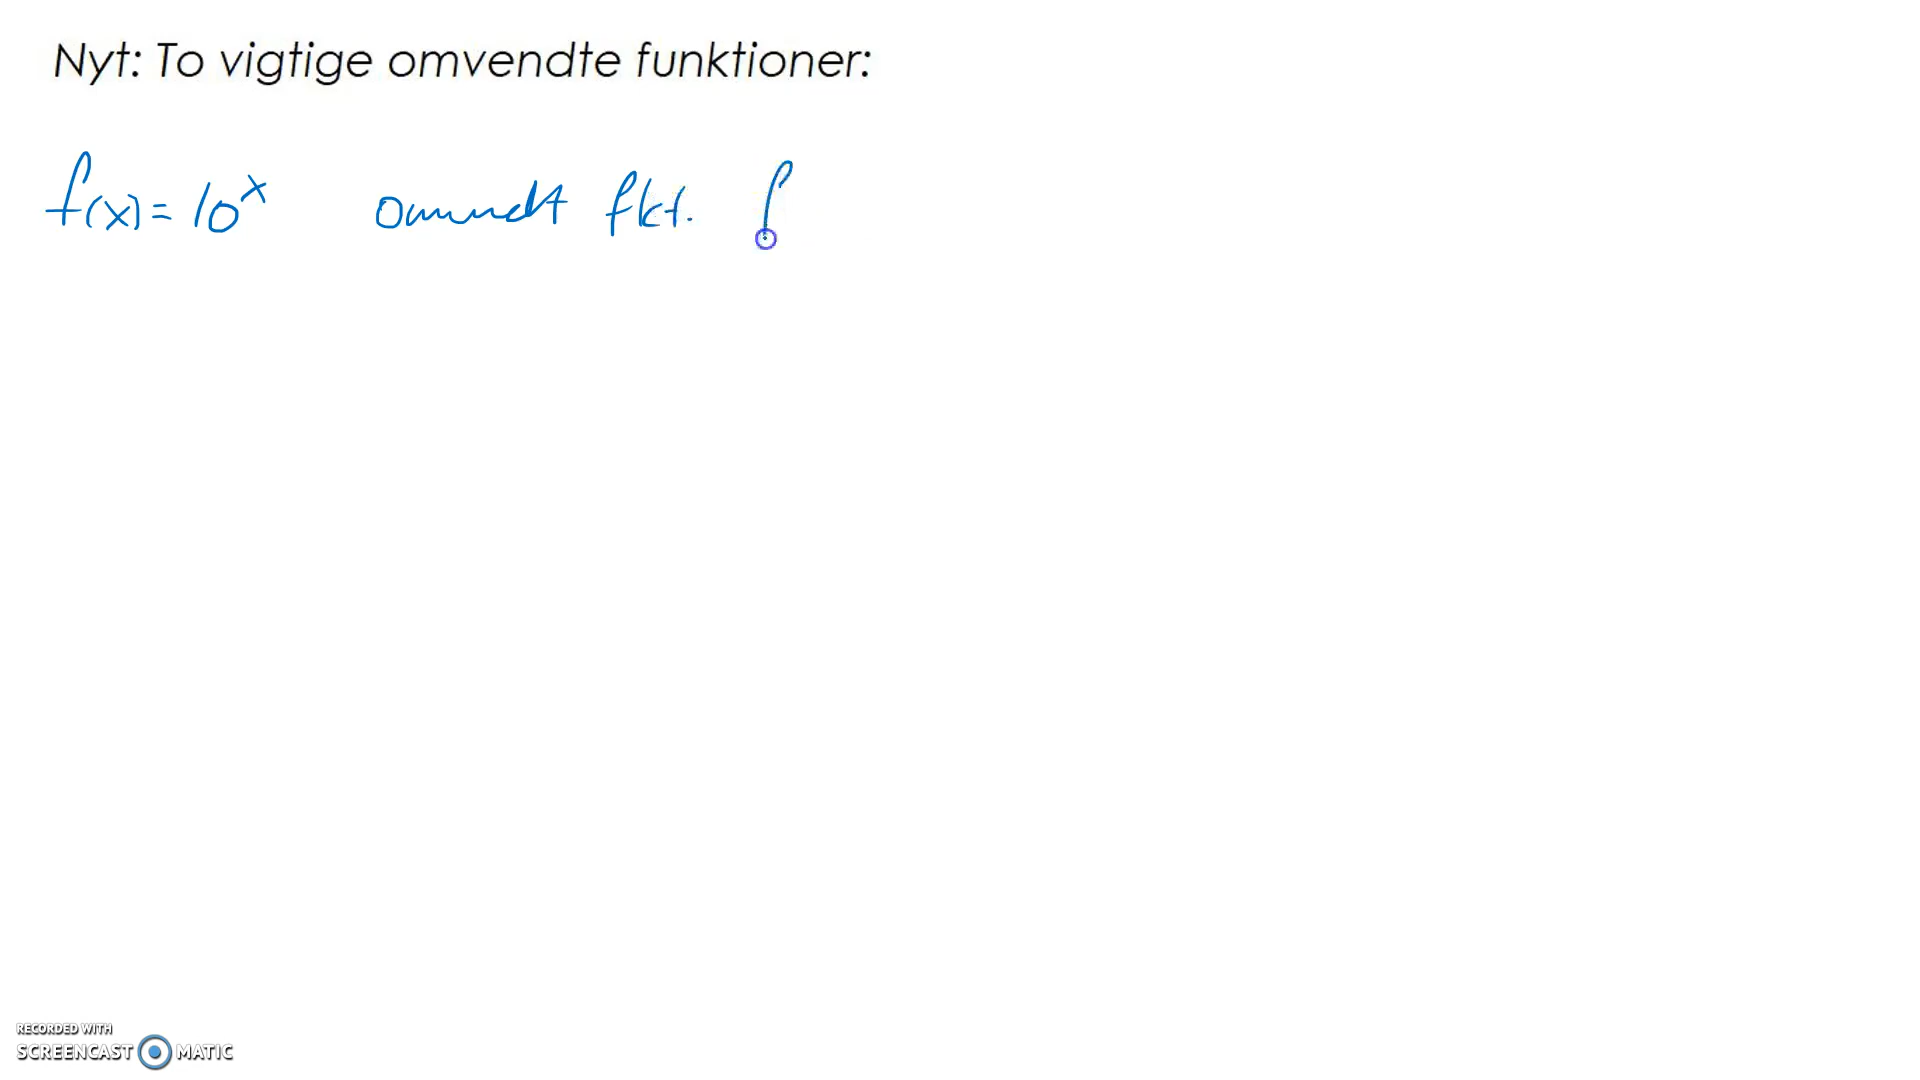 Nyt: To vigtige omvendte funktioner:
f(x) = 10^x omvendt fkt. f
RECORDED WITH
SCREENCAST MATIC